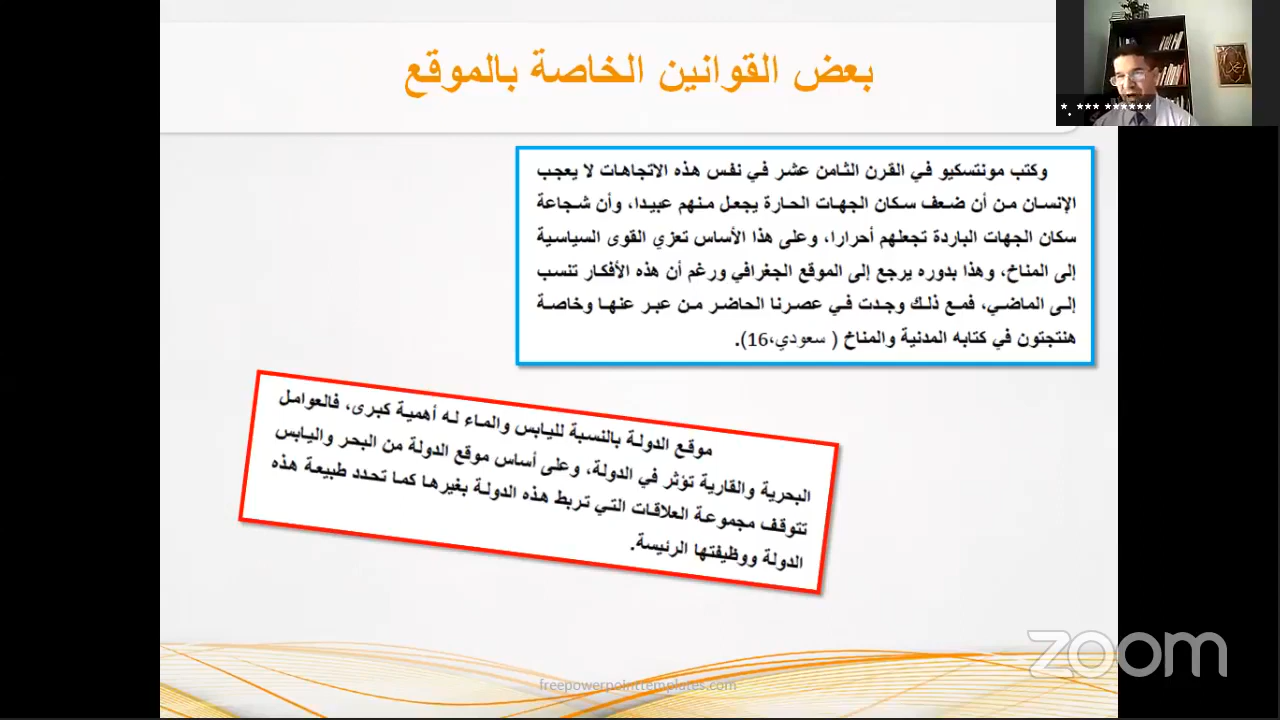 بعض القوانين الخاصة بالموقع
*. *** ******
وكتب مونتسكيو في القرن الثامن عشر في نفس هذه الاتجاهات لا يعجب
الإنسان من أن ضعف سكان الجهات الحارة يجعل منهم عبيدا، وأن شجاعة
سكان الجهات الباردة تجعلهم أحرارا، وعلى هذا الأساس تعزي القوى السياسية
إلى المناخ، وهذا بدوره يرجع إلى الموقع الجغرافي ورغم أن هذه الأفكار تنسب
إلى الماضي، فمع ذلك وجدت في عصرنا الحاضر من عبر عنها وخاصة
هنتجتون في كتابه المدنية والمناخ ( سعودي،16).
موقع الدولة بالنسبة لليابس والماء له أهمية كبرى، فالعوامل
البحرية والقارية تؤثر في الدولة، وعلى أساس موقع الدولة من البحر واليابس
تتوقف مجموعة العلاقات التي تربط هذه الدولة بغيرها كما تحدد طبيعة هذه
الدولة ووظيفتها الرئيسة.
zoom
freepowerpointtemplates.com